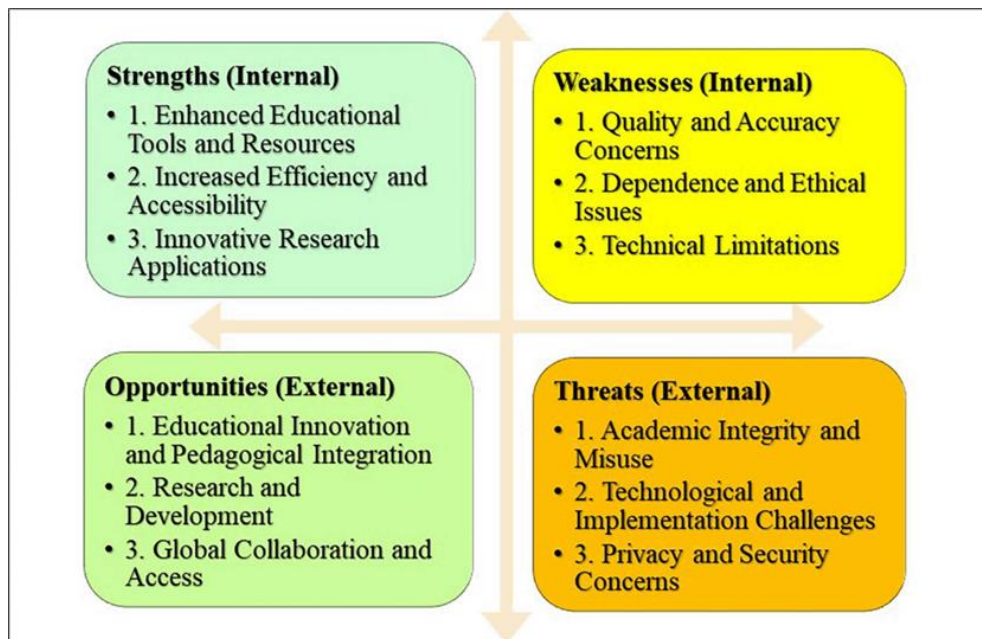 Strengths (Internal)
• 1. Enhanced Educational
Tools and Resources
• 2. Increased Efficiency and
Accessibility
• 3. Innovative Research
Applications
Weaknesses (Internal)
• 1. Quality and Accuracy
Concerns
• 2. Dependence and Ethical
Issues
• 3. Technical Limitations
Opportunities (External)
• 1. Educational Innovation
and Pedagogical Integration
• 2. Research and
Development
• 3. Global Collaboration and
Access
Threats (External)
• 1. Academic Integrity and
Misuse
• 2. Technological and
Implementation Challenges
• 3. Privacy and Security
Concerns